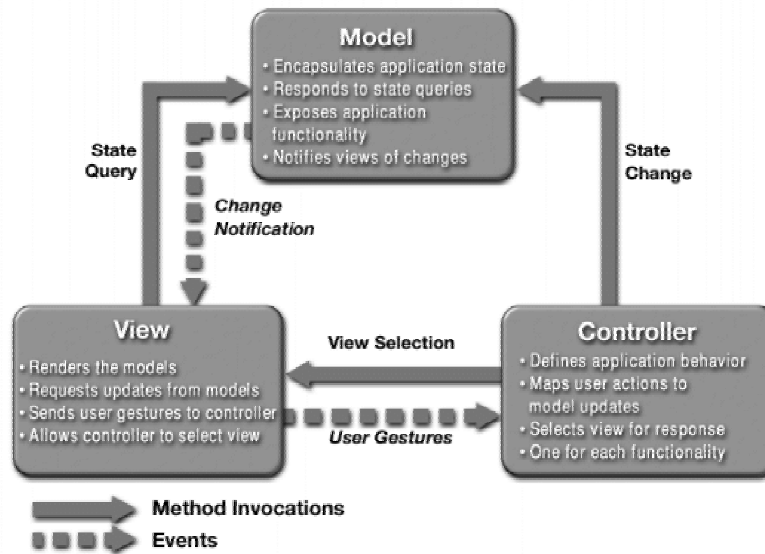 Model
• Encapsulates application state
• Responds to state queries
• Exposes application
functionality
• Notifies views of changes
State
Query
State
Change
Change
Notification
View
• Renders the models
• Requests updates from models
• Sends user gestures to controller
• Allows controller to select view
View Selection
User Gestures
Controller
• Defines application behavior
• Maps user actions to
model updates
• Selects view for response
• One for each functionality
Method Invocations
Events